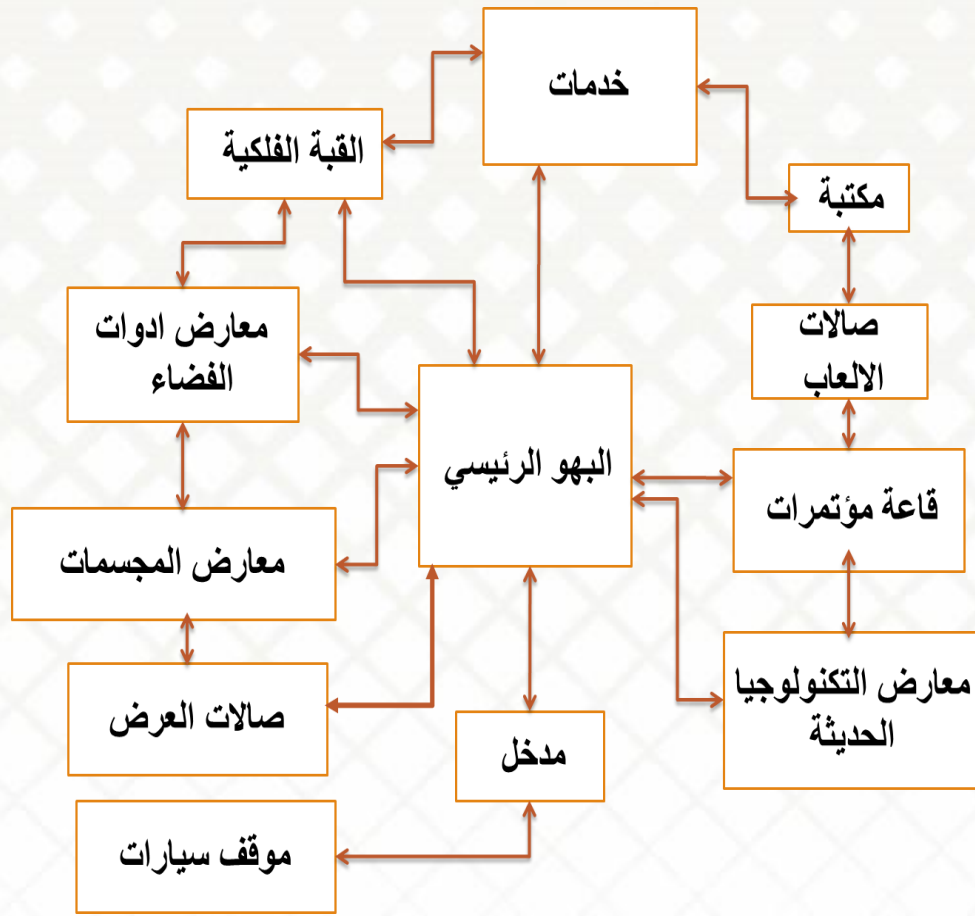 خدمات
القبة الفلكية
مكتبة
معارض ادوات
الفضاء
صالات
الالعاب
البهو الرئيسي
قاعة مؤتمرات
معارض المجسمات
معارض التكنولوجيا
الحديثة
صالات العرض
مدخل
موقف سيارات